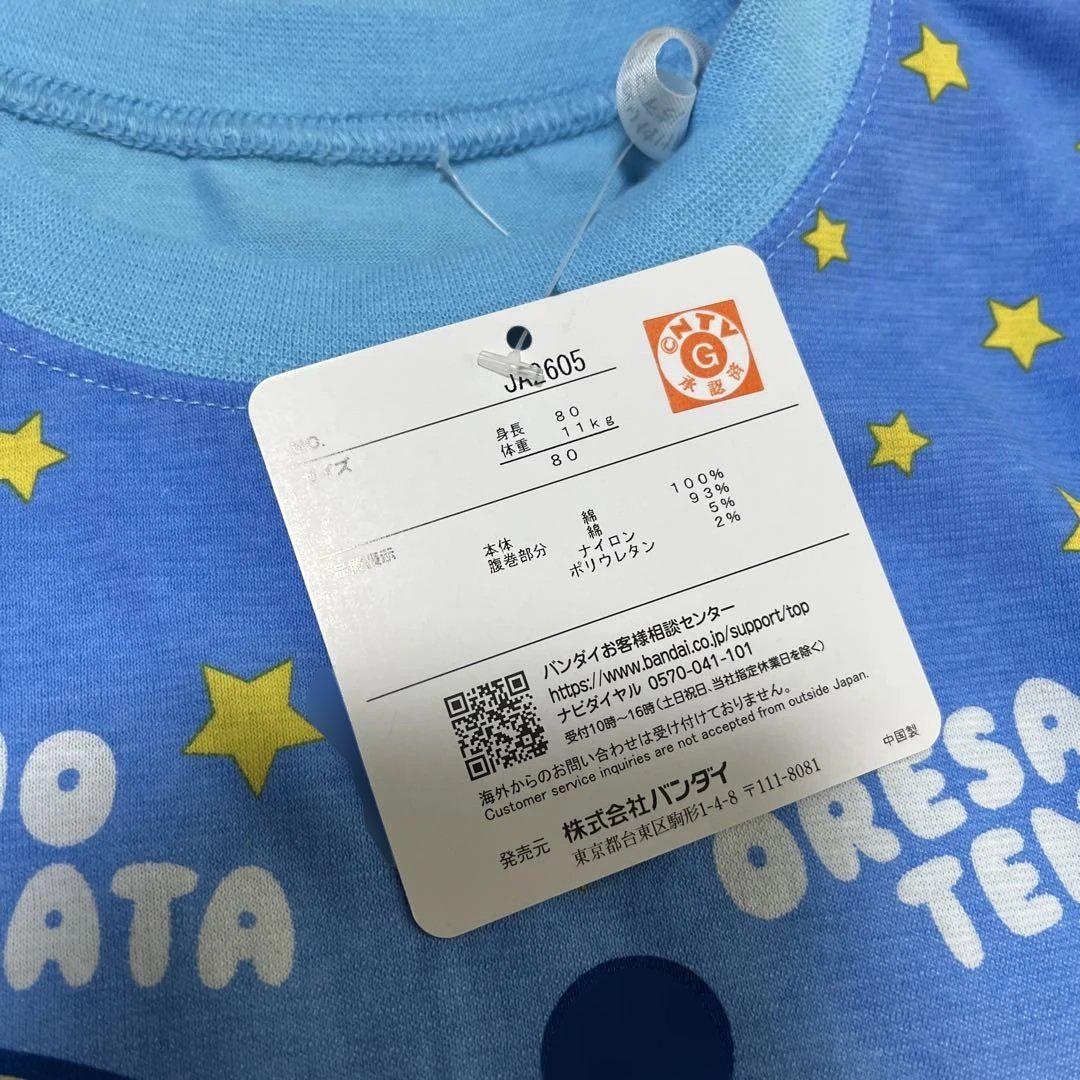 JA2605
CNTV
G
承認済
NO.
身長 80
体重 11kg
サイズ
80
本体 綿 100%
腹巻部分 綿 93%
ナイロン 5%
ポリウレタン 2%
バンダイお客様相談センター
https://www.bandai.co.jp/support/top
ナビダイヤル 0570-041-101
受付10時～16時(土日祝日、当社指定休業日を除く)
海外からのお問い合わせは受け付けておりません。
Customer service inquiries are not accepted from outside Japan.
中国製
発売元 株式会社バンダイ
東京都台東区駒形1-4-8 〒111-8081
ORESA
TE
ATA